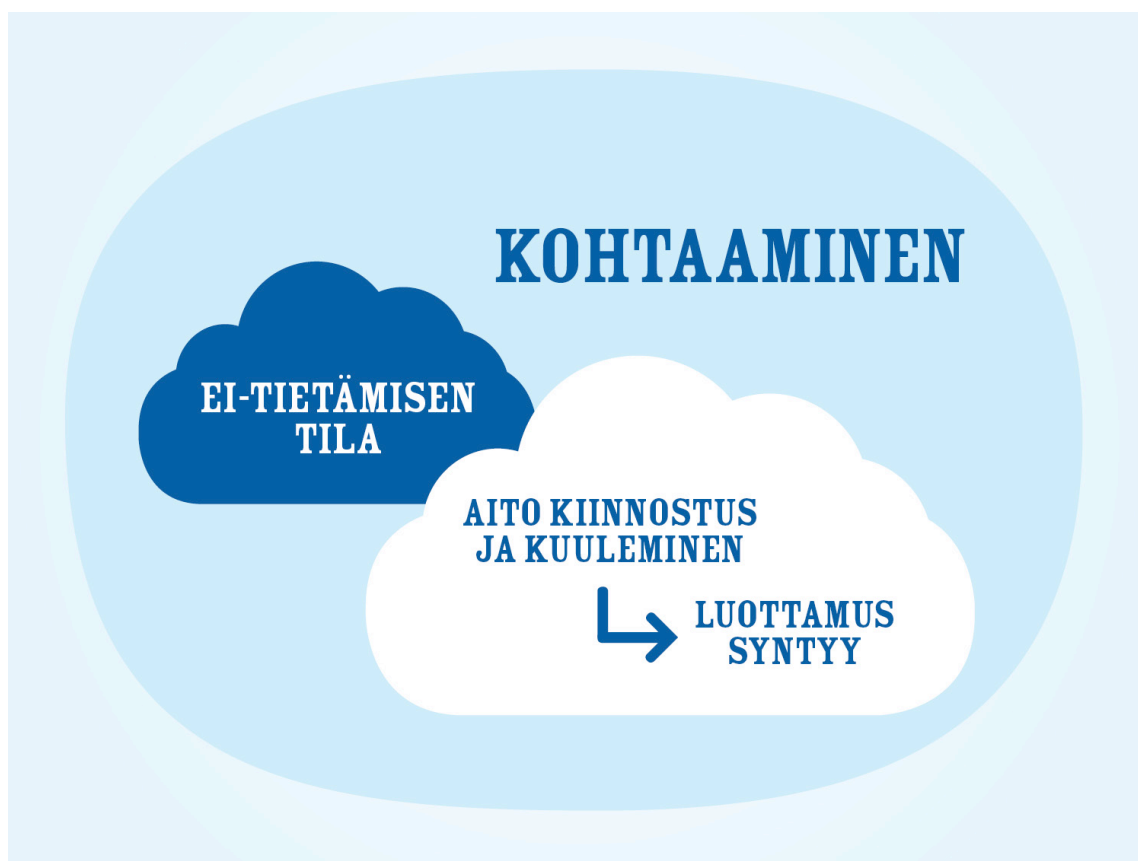 KOHTAAMINEN
EI-TIETÄMISEN
TILA
AITO KIINNOSTUS
JA KUULEMINEN
LUOTTAMUS
SYNTYY